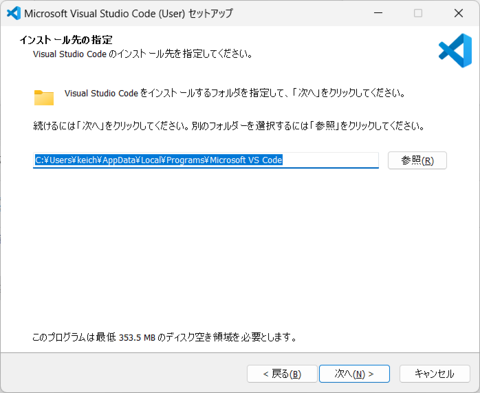 Microsoft Visual Studio Code (User) セットアップ
インストール先の指定
Visual Studio Code のインストール先を指定してください。
Visual Studio Code をインストールするフォルダを指定して、「次へ」をクリックしてください。
続けるには「次へ」をクリックしてください。別のフォルダーを選択するには「参照」をクリックしてください。
C:¥Users¥keich¥AppData¥Local¥Programs¥Microsoft VS Code
参照(R)
このプログラムは最低 353.5 MB のディスク空き領域を必要とします。
< 戻る(B)
次へ(N) >
キャンセル